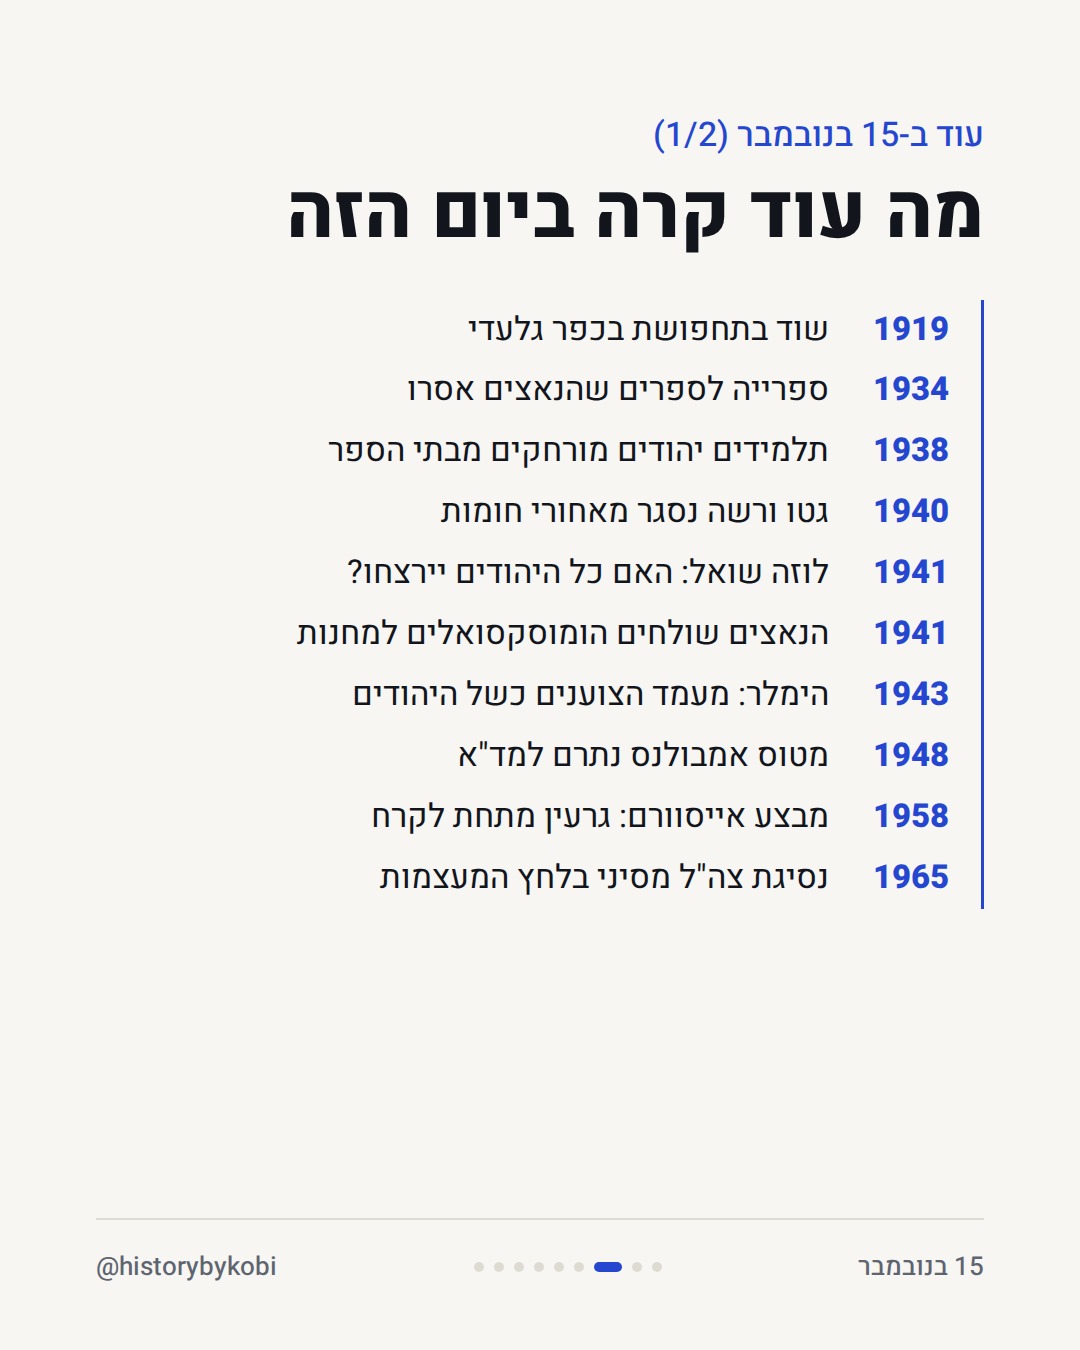 עוד ב-15 בנובמבר (1/2)
מה עוד קרה ביום הזה
1919 שוד בתחפושת בכפר גלעדי
1934 ספרייה לספרים שהנאצים אסרו
1938 תלמידים יהודים מורחקים מבתי הספר
1940 גטו ורשה נסגר מאחורי חומות
1941 לוזה שואל: האם כל היהודים יירצחו?
1941 הנאצים שולחים הומוסקסואלים למחנות
1943 הימלר: מעמד הצוענים כשל היהודים
1948 מטוס אמבולנס נתרם למד"א
1958 מבצע אייסוורם: גרעין מתחת לקרח
1965 נסיגת צה"ל מסיני בלחץ המעצמות
15 בנובמבר
@historybykobi